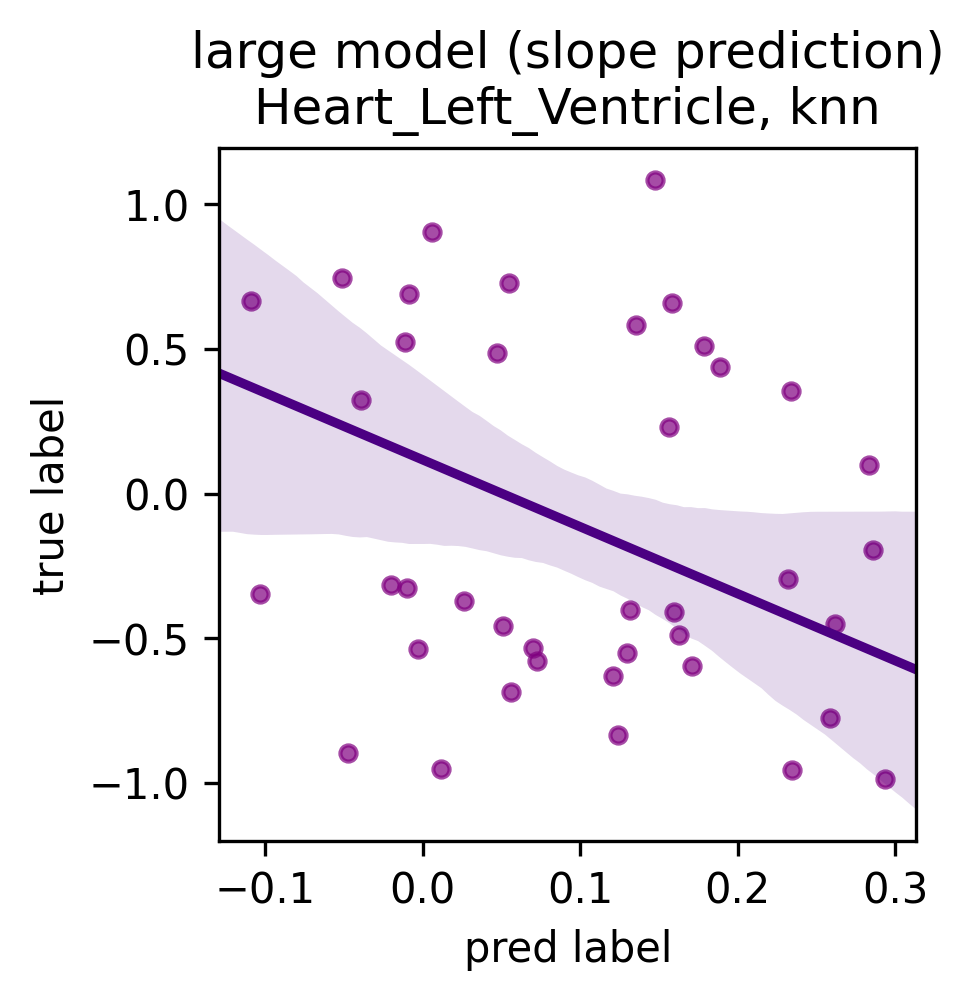 large model (slope prediction)
Heart_Left_Ventricle, knn
1.0
0.5
0.0
−0.5
−1.0
true label
−0.1
0.0
0.1
0.2
0.3
pred label